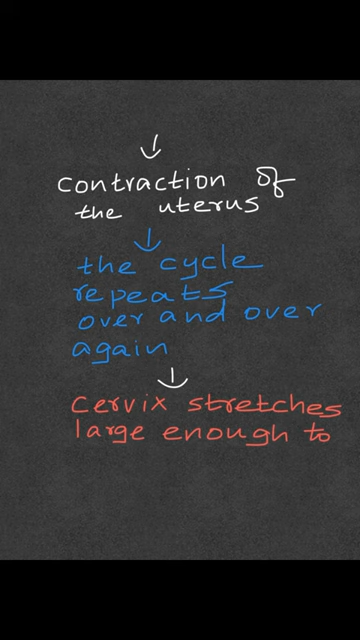 contraction of
the uterus
the cycle
repeats
over and over
again
cervix stretches
large enough to